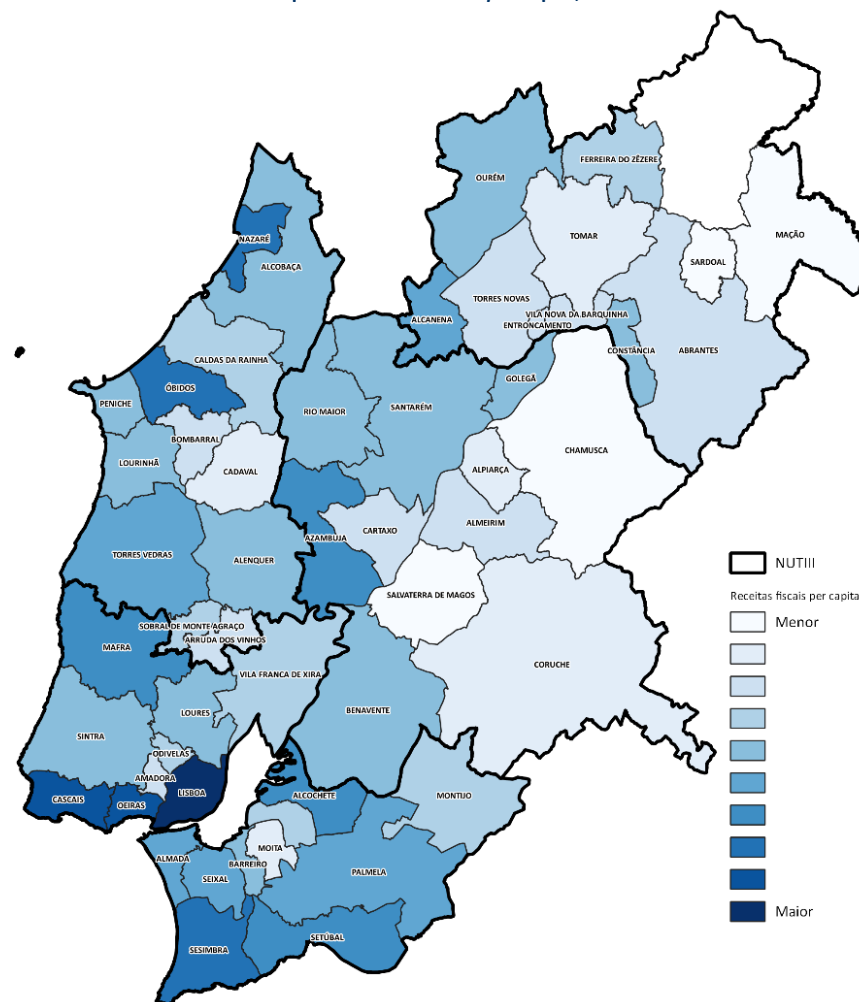 FERREIRA DO ZÊZERE
OURÉM
TOMAR
MAÇÃO
NAZARÉ
SARDOAL
ALCOBAÇA
TORRES NOVAS
VILA NOVA DA BARQUINHA
ALCANENA
ENTRONCAMENTO
CONSTÂNCIA
ABRANTES
CALDAS DA RAINHA
GOLEGÃ
ÓBIDOS
PENICHE
RIO MAIOR
SANTARÉM
BOMBARRAL
CHAMUSCA
LOURINHÃ
CADAVAL
ALPIARÇA
ALMEIRIM
CARTAXO
AZAMBUJA
TORRES VEDRAS
ALENQUER
NUTIII
SALVATERRA DE MAGOS
Receitas fiscais per capita
Menor
SOBRAL DE MONTE AGRAÇO
ARRUDA DOS VINHOS
MAFRA
CORUCHE
VILA FRANCA DE XIRA
BENAVENTE
LOURES
SINTRA
ODIVELAS
AMADORA
LISBOA
CASCAIS
OEIRAS
ALCOCHETE
MONTIJO
MOITA
ALMADA
BARREIRO
PALMELA
SEIXAL
Maior
SETÚBAL
SESIMBRA